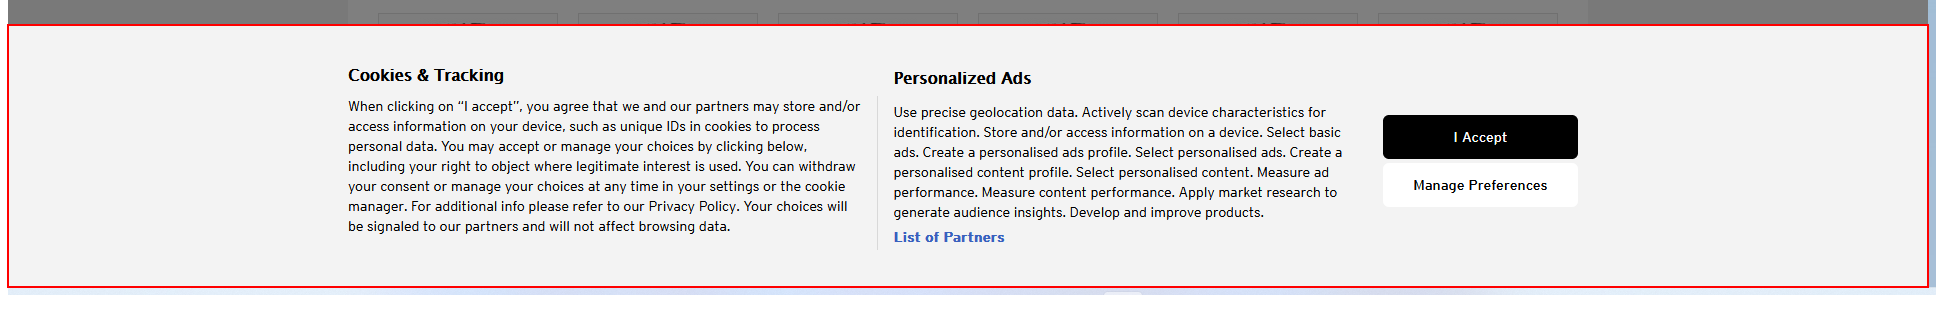 Cookies & Tracking
When clicking on “I accept”, you agree that we and our partners may store and/or
access information on your device, such as unique IDs in cookies to process
personal data. You may accept or manage your choices by clicking below,
including your right to object where legitimate interest is used. You can withdraw
your consent or manage your choices at any time in your settings or the cookie
manager. For additional info please refer to our Privacy Policy. Your choices will
be signaled to our partners and will not affect browsing data.
Personalized Ads
Use precise geolocation data. Actively scan device characteristics for
identification. Store and/or access information on a device. Select basic
ads. Create a personalised ads profile. Select personalised ads. Create a
personalised content profile. Select personalised content. Measure ad
performance. Measure content performance. Apply market research to
generate audience insights. Develop and improve products.
List of Partners
I Accept
Manage Preferences